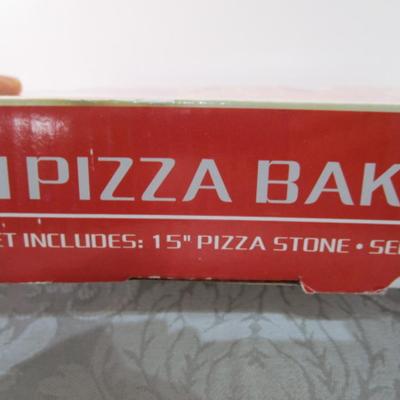 PIZZA BAK
ET INCLUDES: 15" PIZZA STONE • SE